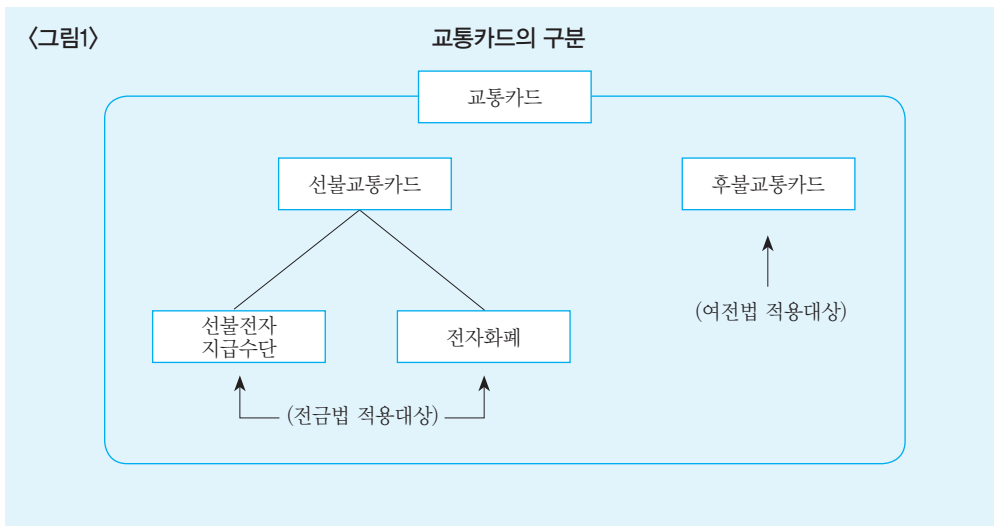 〈그림1〉
교통카드의 구분
교통카드
선불교통카드
후불교통카드
선불전자
지급수단
전자화폐
(여전법 적용대상)
(전금법 적용대상)